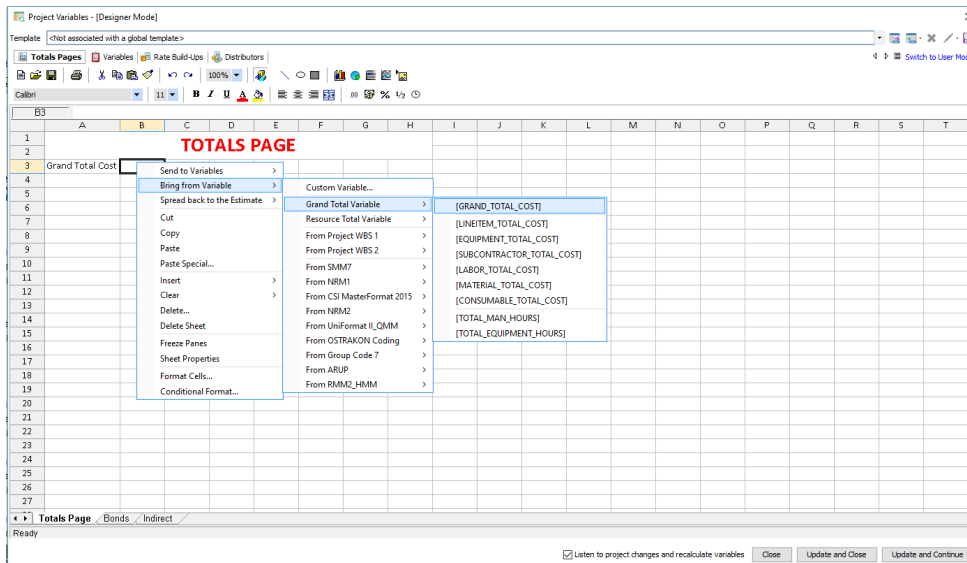 Project Variables - [Designer Mode]
Template <Not associated with a global template>
Totals Pages Variables Rate Build-Ups Distributors Switch to User Mod
100%
Calibri 11 B I U A .00 % 1/2
B3
A B C D E F G H I J K L M N O P Q R S T
1
2
TOTALS PAGE
3 Grand Total Cost
4
5
6
7
8
9
10
11
12
13
14
15
16
17
18
19
20
21
22
23
24
25
26
27
Send to Variables >
Bring from Variable >
Spread back to the Estimate >
Cut
Copy
Paste
Paste Special...
Insert >
Clear >
Delete...
Delete Sheet
Freeze Panes
Sheet Properties
Format Cells...
Conditional Format...
Custom Variable...
Grand Total Variable >
Resource Total Variable >
From Project WBS 1 >
From Project WBS 2 >
From SMM7 >
From NRM1 >
From CSI MasterFormat 2015 >
From NRM2 >
From UniFormat II_QMM >
From OSTRAKON Coding >
From Group Code 7 >
From ARUP >
From RMM2_HMM >
[GRAND_TOTAL_COST]
[LINEITEM_TOTAL_COST]
[EQUIPMENT_TOTAL_COST]
[SUBCONTRACTOR_TOTAL_COST]
[LABOR_TOTAL_COST]
[MATERIAL_TOTAL_COST]
[CONSUMABLE_TOTAL_COST]
[TOTAL_MAN_HOURS]
[TOTAL_EQUIPMENT_HOURS]
Totals Page Bonds Indirect
Ready
Listen to project changes and recalculate variables Close Update and Close Update and Continue